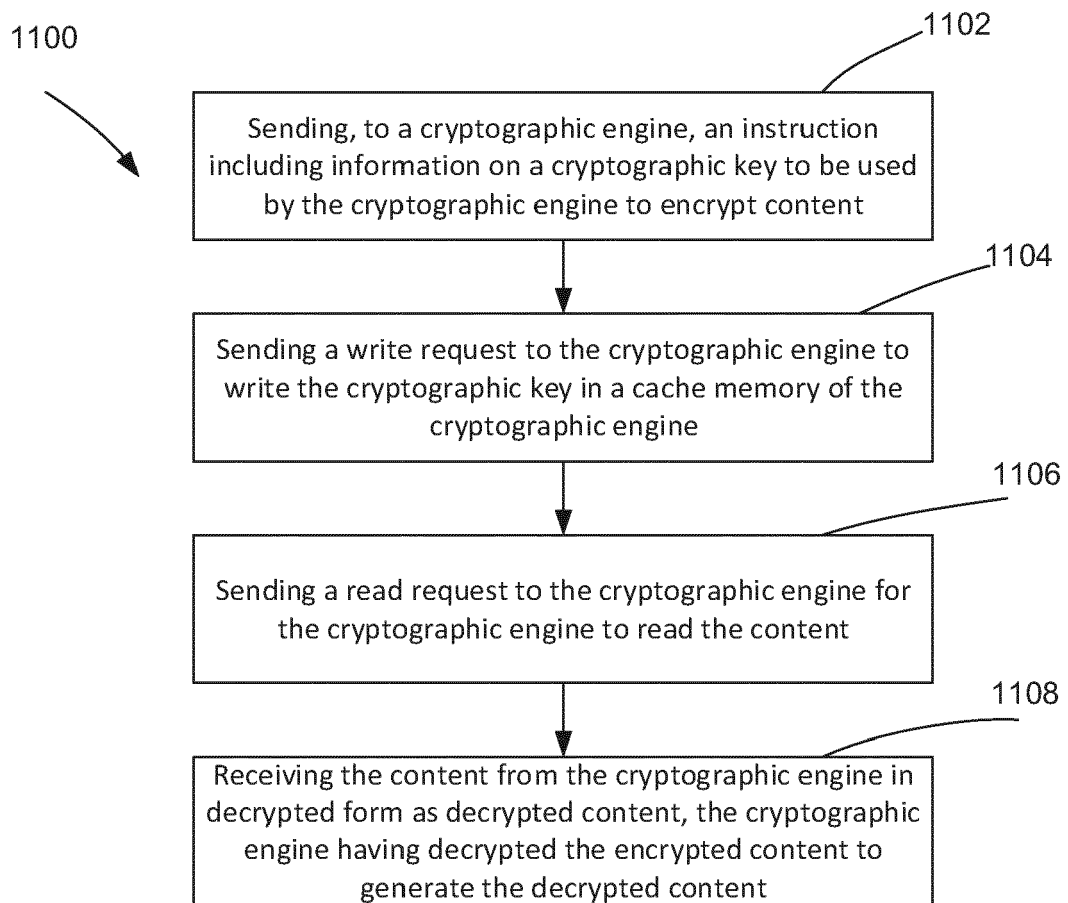 1100
1102
Sending, to a cryptographic engine, an instruction
including information on a cryptographic key to be used
by the cryptographic engine to encrypt content
1104
Sending a write request to the cryptographic engine to
write the cryptographic key in a cache memory of the
cryptographic engine
1106
Sending a read request to the cryptographic engine for
the cryptographic engine to read the content
1108
Receiving the content from the cryptographic engine in
decrypted form as decrypted content, the cryptographic
engine having decrypted the encrypted content to
generate the decrypted content